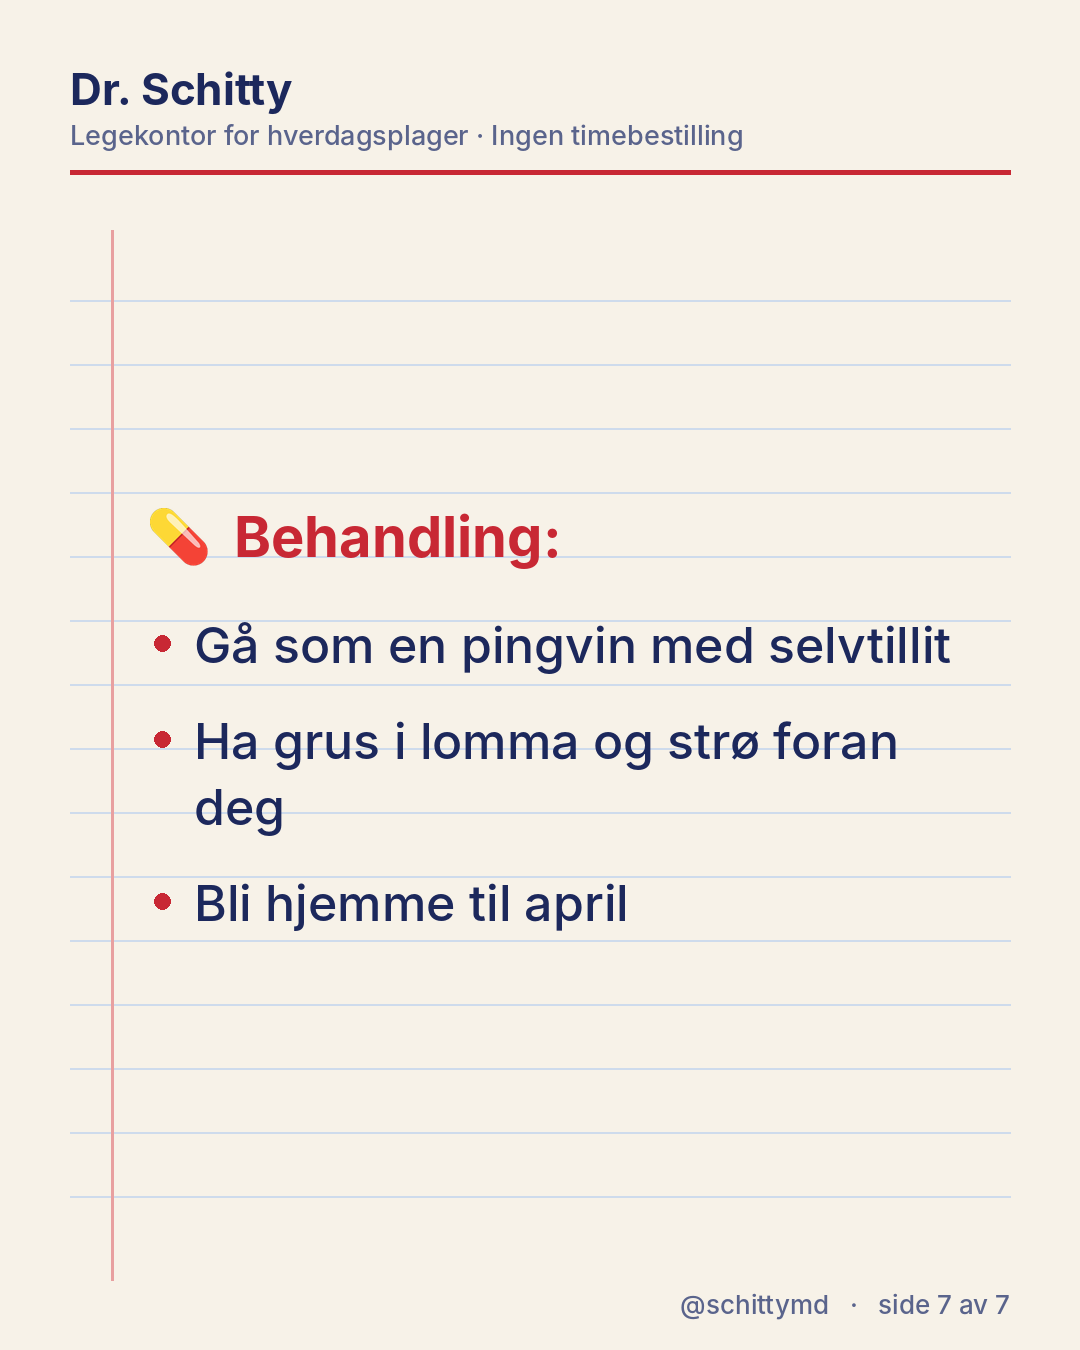 Dr. Schitty
Legekontor for hverdagsplager · Ingen timebestilling
💊 Behandling:
• Gå som en pingvin med selvtillit
• Ha grus i lomma og strø foran
deg
• Bli hjemme til april
@schittymd · side 7 av 7